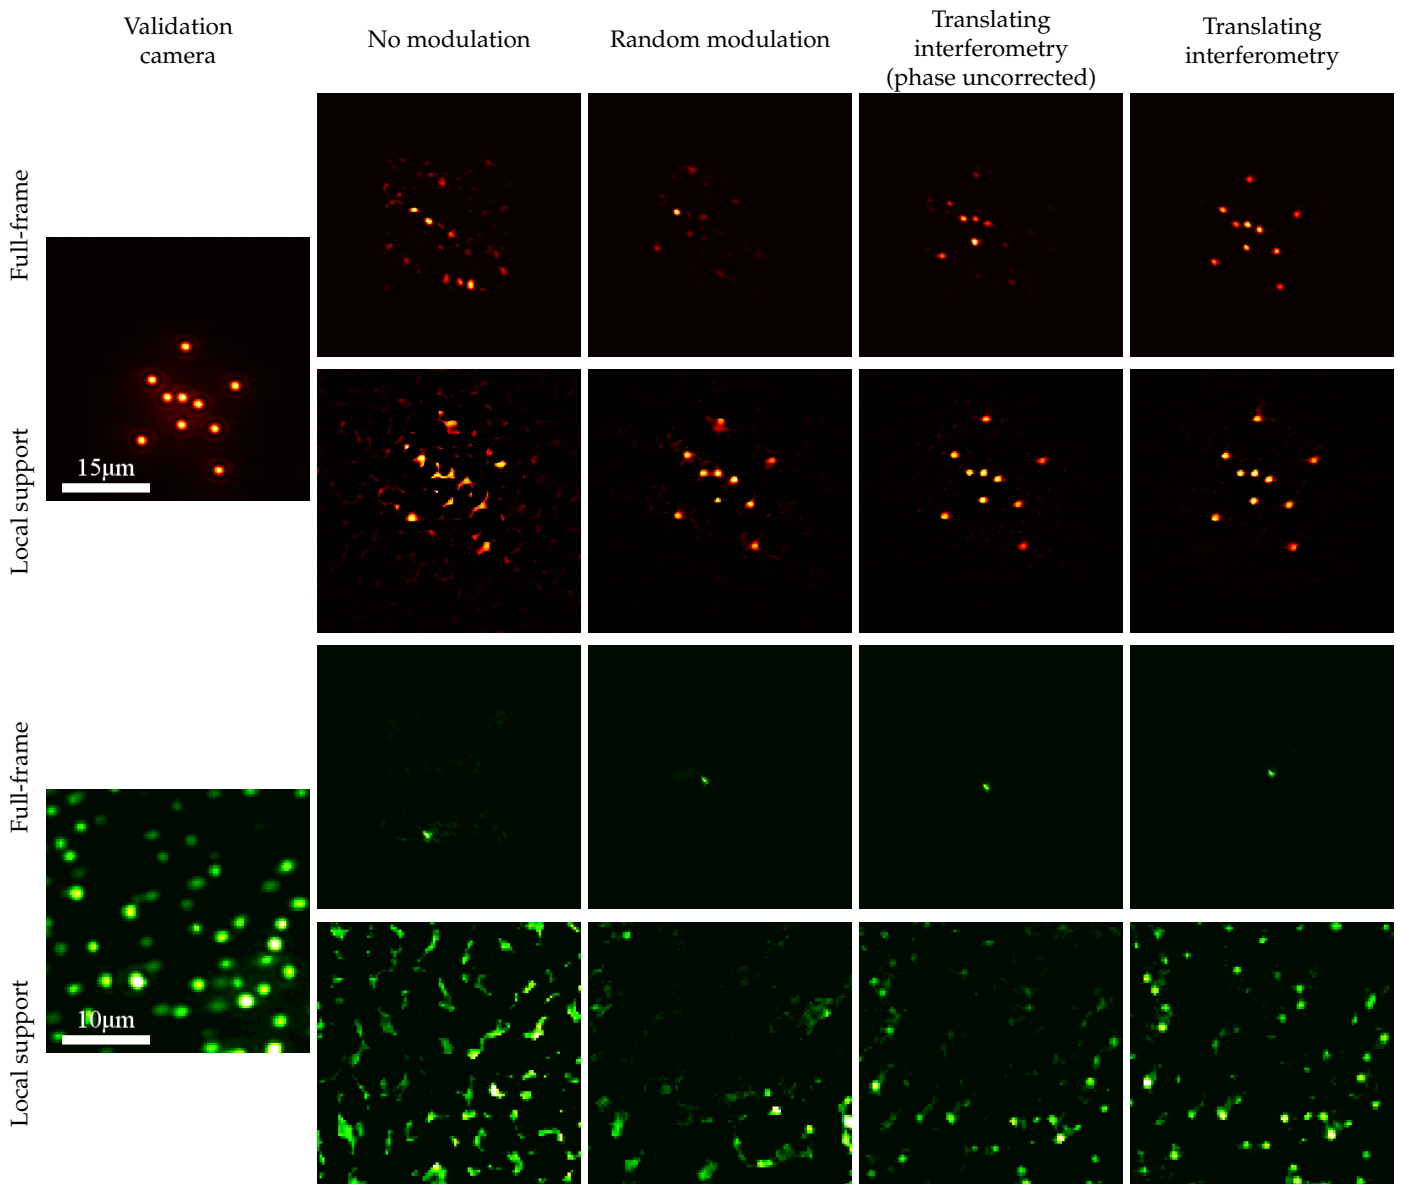 Validation
camera
No modulation
Random modulation
Translating
interferometry
(phase uncorrected)
Translating
interferometry
Full-frame
15μm
Local support
Full-frame
10μm
Local support